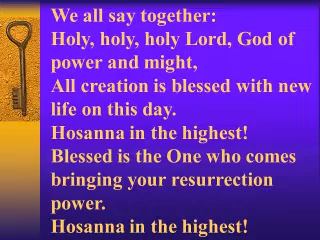 We all say together:
Holy, holy, holy Lord, God of
power and might,
All creation is blessed with new
life on this day.
Hosanna in the highest!
Blessed is the One who comes
bringing your resurrection
power.
Hosanna in the highest!